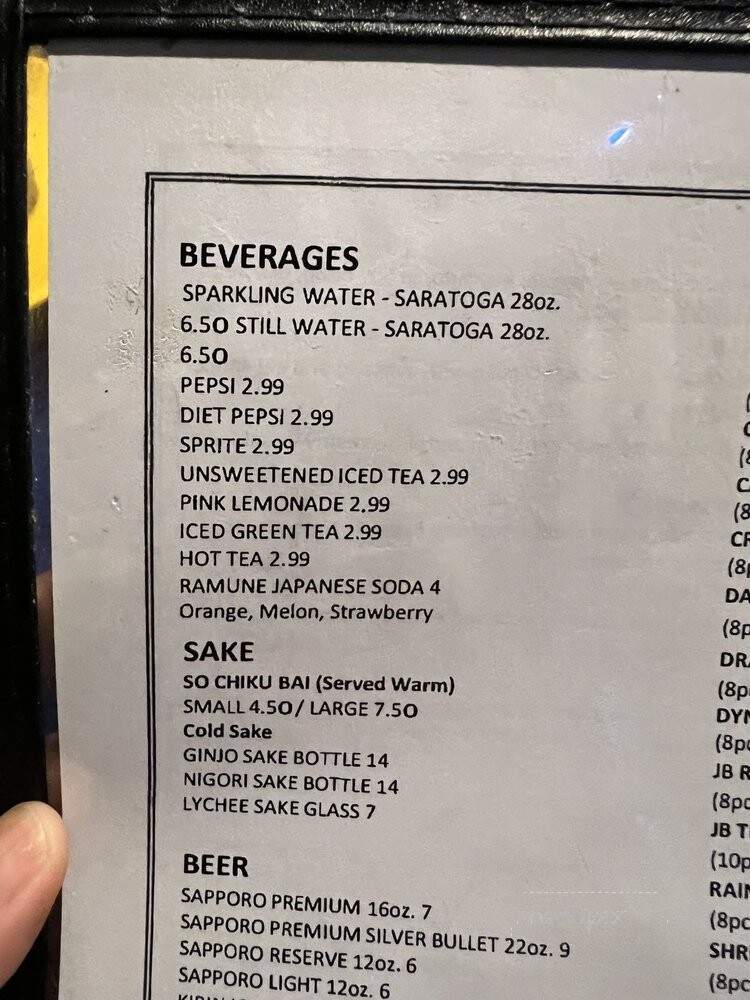 BEVERAGES
SPARKLING WATER - SARATOGA 28oz.
6.50 STILL WATER - SARATOGA 28oz.
6.50
PEPSI 2.99
DIET PEPSI 2.99
SPRITE 2.99
UNSWEETENED ICED TEA 2.99
PINK LEMONADE 2.99
ICED GREEN TEA 2.99
HOT TEA 2.99
RAMUNE JAPANESE SODA 4
Orange, Melon, Strawberry
SAKE
SO CHIKU BAI (Served Warm)
SMALL 4.50/ LARGE 7.50
Cold Sake
GINJO SAKE BOTTLE 14
NIGORI SAKE BOTTLE 14
LYCHEE SAKE GLASS 7
BEER
SAPPORO PREMIUM 16oz. 7
SAPPORO PREMIUM SILVER BULLET 22oz. 9
SAPPORO RESERVE 12oz. 6
SAPPORO LIGHT 12oz. 6